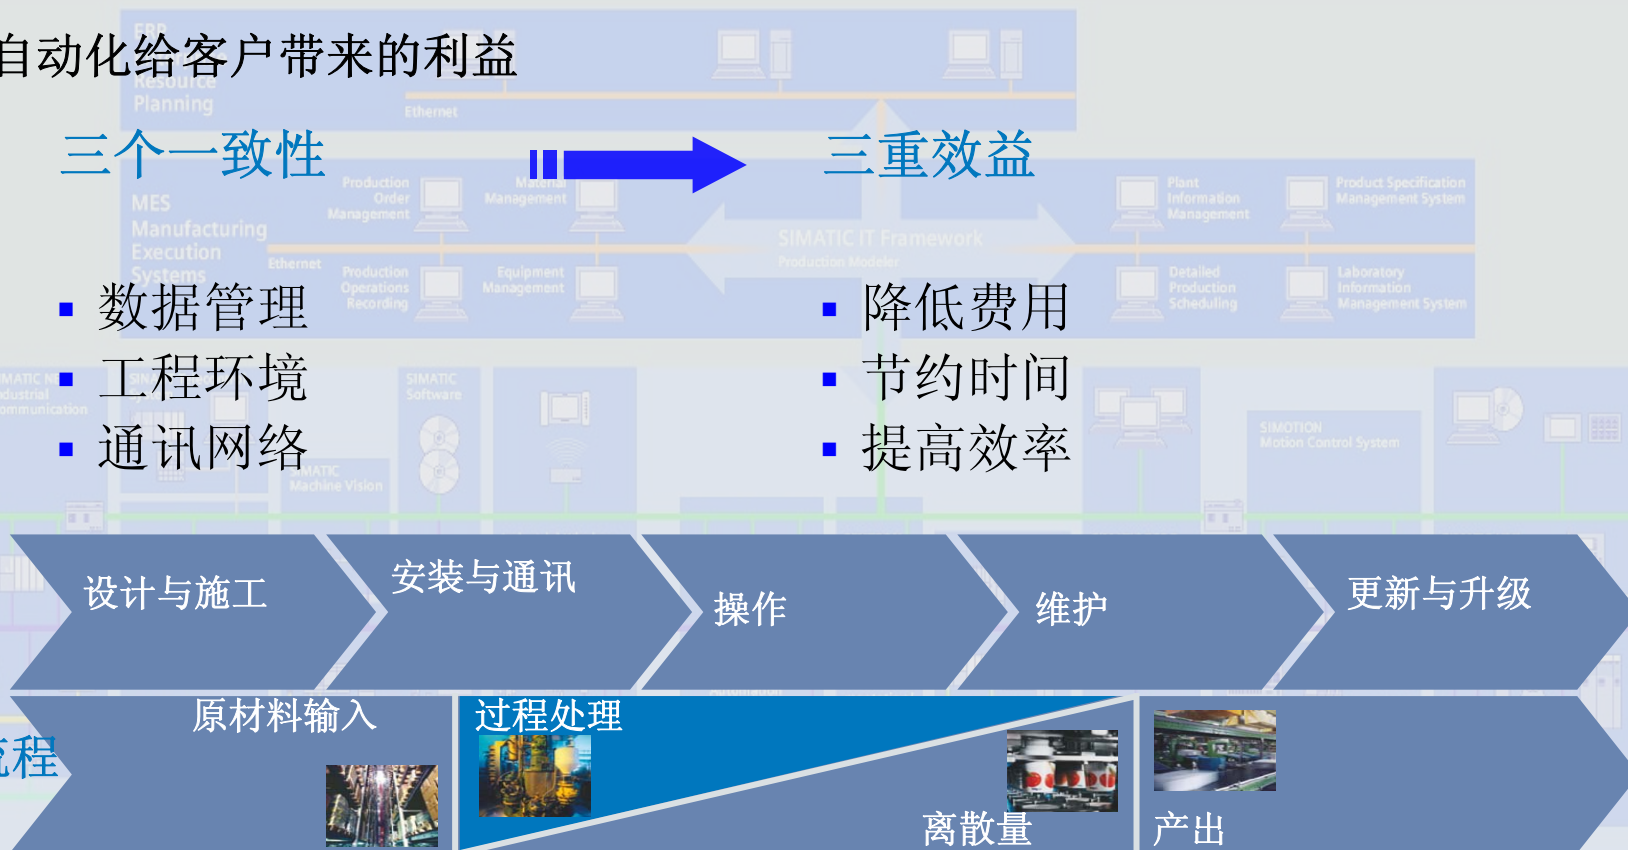 自动化给客户带来的利益
ERP
Resource
Planning
Ethernet
三个一致性
三重效益
MES
Manufacturing
Execution
Systems
Ethernet
Production
Order
Management
Material
Management
Production
Operations
Recording
Equipment
Management
SIMATIC IT Framework
Production Modeler
Plant
Information
Management
Product Specification
Management System
Detailed
Production
Scheduling
Laboratory
Information
Management System
数据管理
工程环境
通讯网络
降低费用
节约时间
提高效率
SIMATIC
Software
SIMATIC
Machine Vision
SIMOTION
Motion Control System
设计与施工
安装与通讯
操作
维护
更新与升级
流程
原材料输入
过程处理
离散量
产出